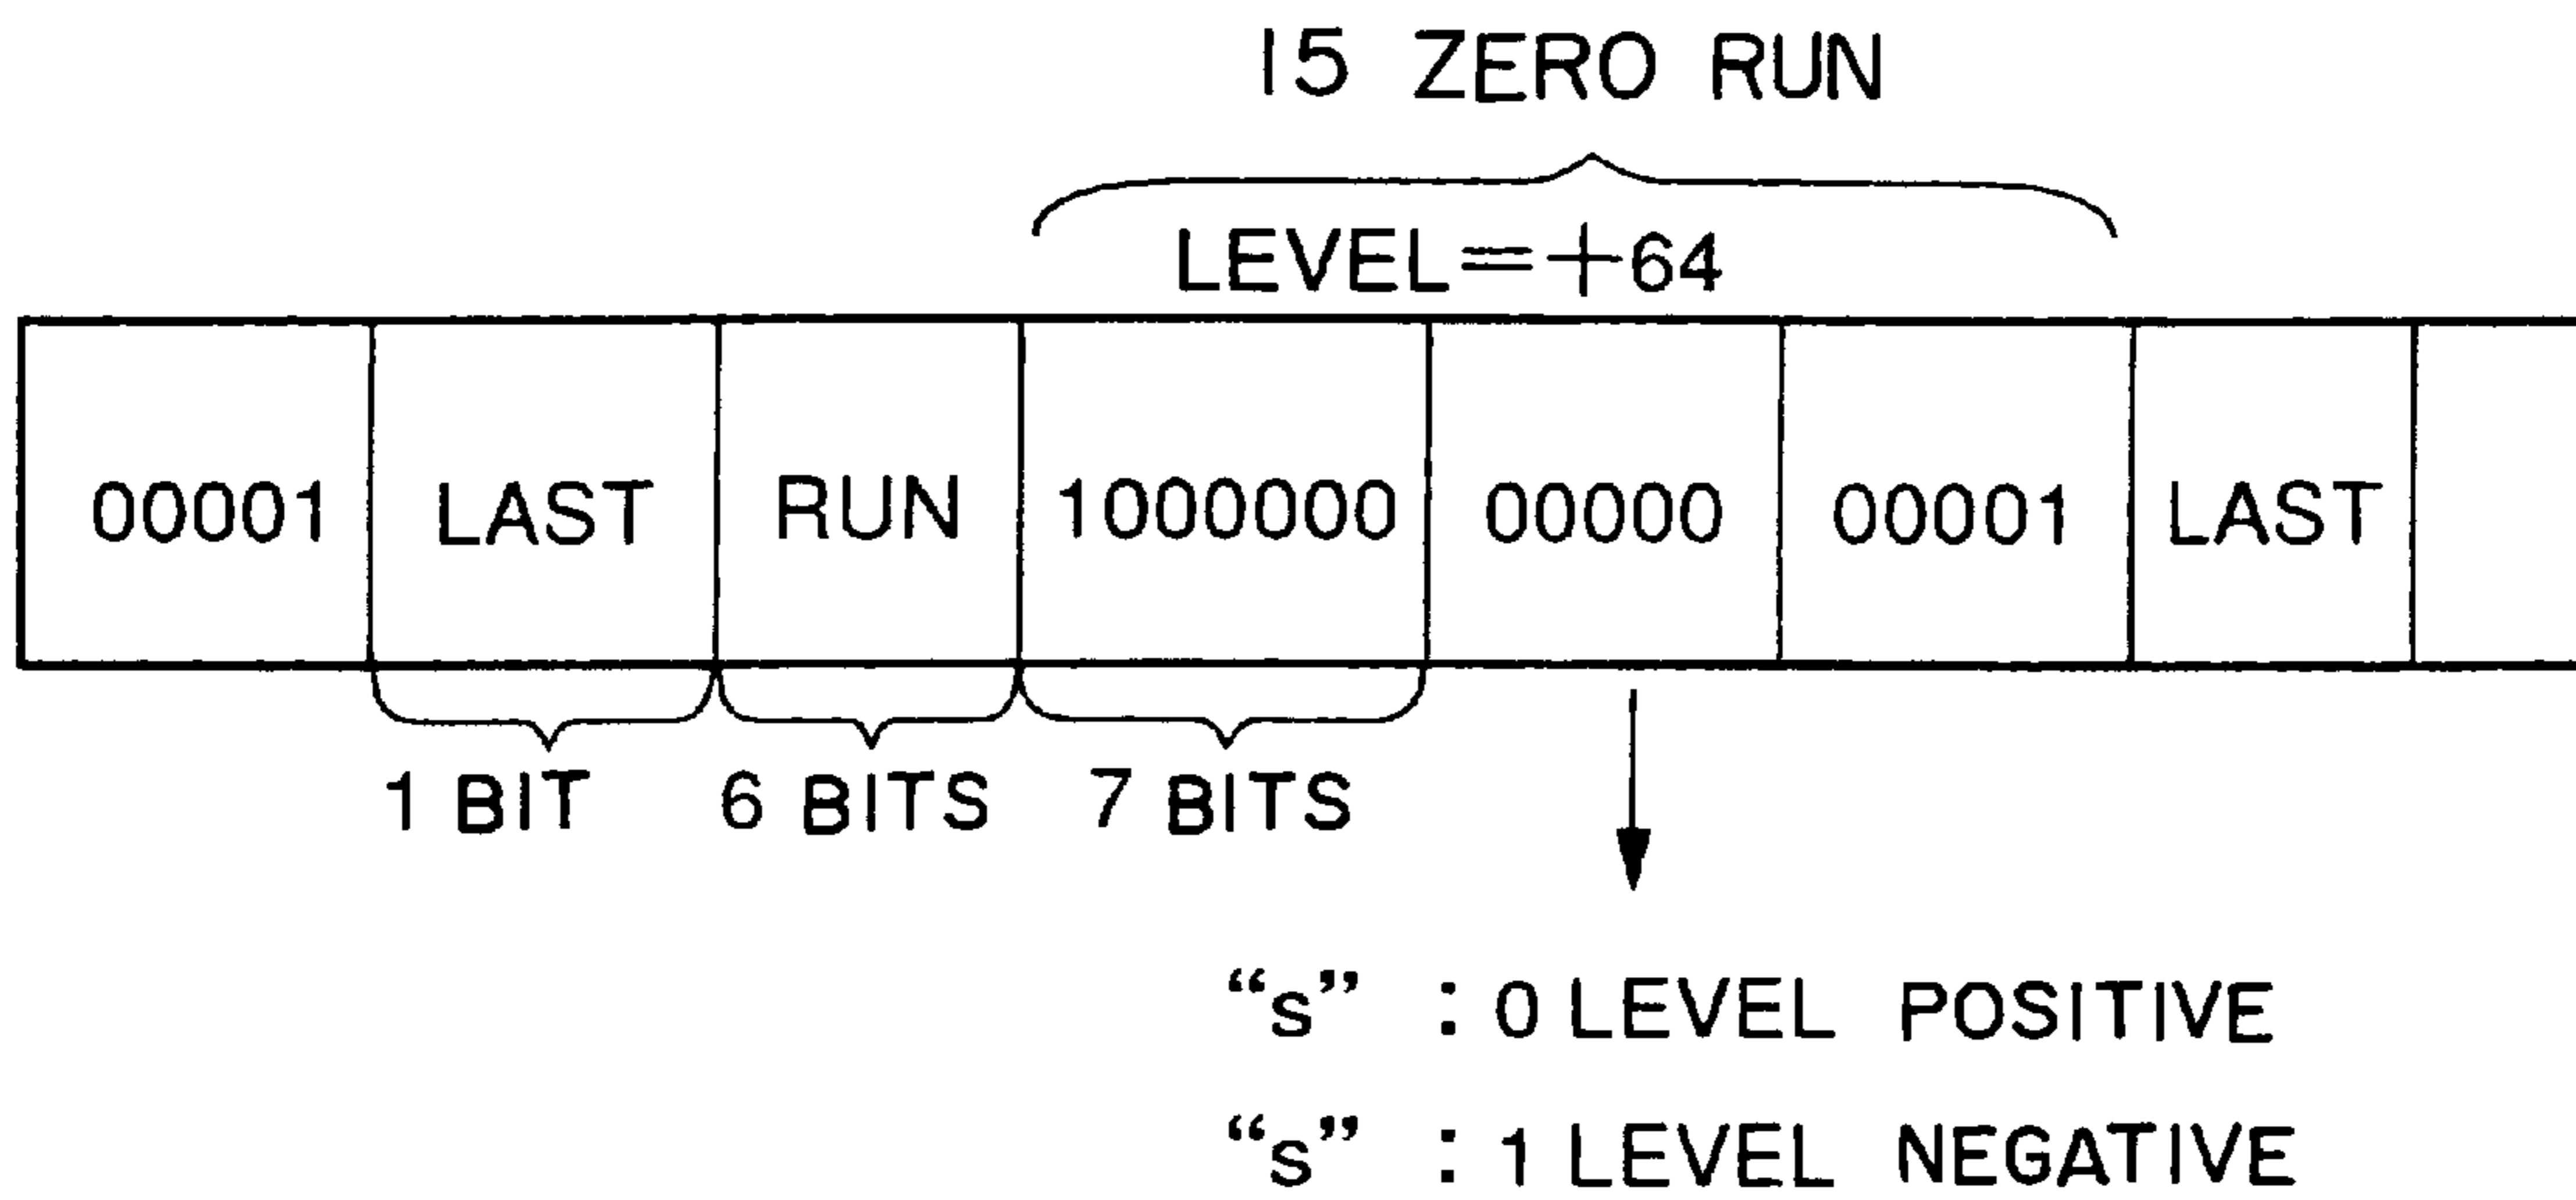 15 ZERO RUN
LEVEL=+64
00001 LAST RUN 1000000 00000 00001 LAST
1 BIT 6 BITS 7 BITS
“s” : 0 LEVEL POSITIVE
“s” : 1 LEVEL NEGATIVE